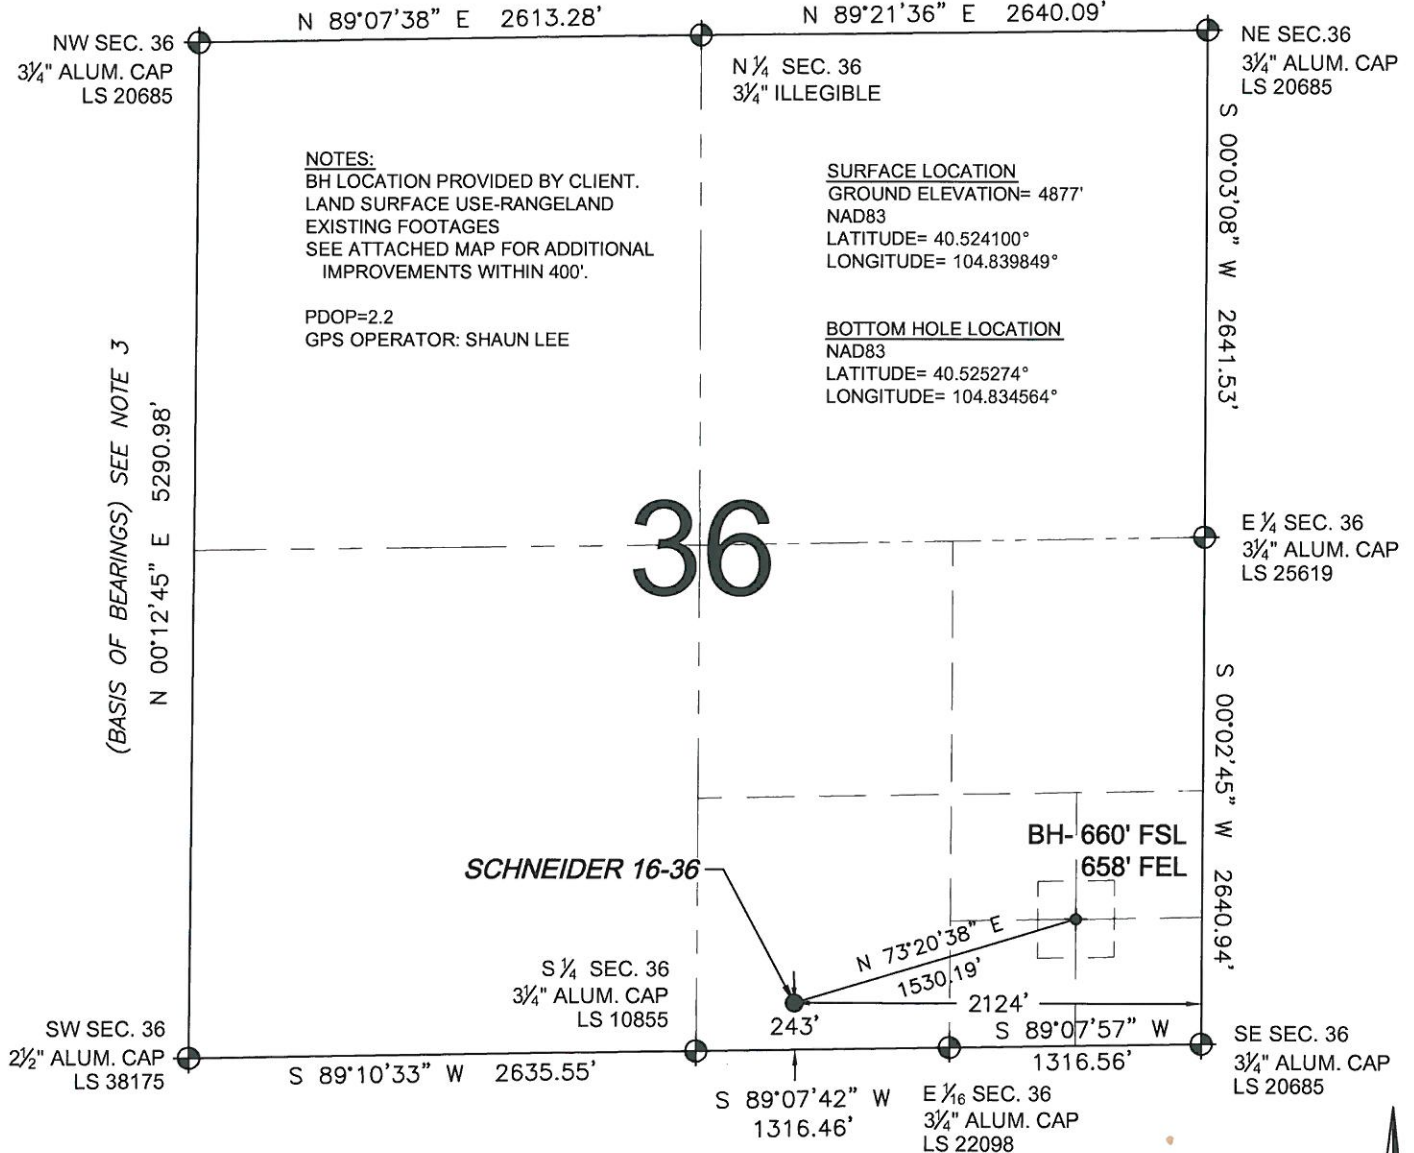 N 89°07'38" E 2613.28'
N 89°21'36" E 2640.09'
NW SEC. 36
3¼" ALUM. CAP
LS 20685
N ¼ SEC. 36
3¼" ILLEGIBLE
NE SEC.36
3¼" ALUM. CAP
LS 20685
NOTES:
BH LOCATION PROVIDED BY CLIENT.
LAND SURFACE USE-RANGELAND
EXISTING FOOTAGES
SEE ATTACHED MAP FOR ADDITIONAL
IMPROVEMENTS WITHIN 400'.
PDOP=2.2
GPS OPERATOR: SHAUN LEE
SURFACE LOCATION
GROUND ELEVATION= 4877'
NAD83
LATITUDE= 40.524100°
LONGITUDE= 104.839849°
BOTTOM HOLE LOCATION
NAD83
LATITUDE= 40.525274°
LONGITUDE= 104.834564°
S 00°03'08" W 2641.53'
(BASIS OF BEARINGS) SEE NOTE 3
N 00°12'45" E 5290.98'
36
E ¼ SEC. 36
3¼" ALUM. CAP
LS 25619
S 00°02'45" W 2640.94'
BH- 660' FSL
658' FEL
SCHNEIDER 16-36
N 73°20'38" E
1530.19'
2124'
243'
S ¼ SEC. 36
3¼" ALUM. CAP
LS 10855
SW SEC. 36
2½" ALUM. CAP
LS 38175
S 89°10'33" W 2635.55'
S 89°07'57" W
1316.56'
SE SEC. 36
3¼" ALUM. CAP
LS 20685
S 89°07'42" W
1316.46'
E 1⁄16 SEC. 36
3¼" ALUM. CAP
LS 22098